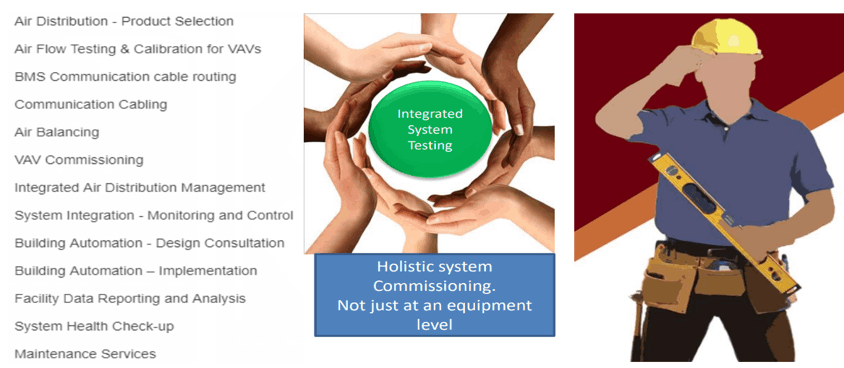 Air Distribution - Product Selection
Air Flow Testing & Calibration for VAVs
BMS Communication cable routing
Communication Cabling
Air Balancing
VAV Commissioning
Integrated Air Distribution Management
System Integration - Monitoring and Control
Building Automation - Design Consultation
Building Automation – Implementation
Facility Data Reporting and Analysis
System Health Check-up
Maintenance Services
Integrated
System
Testing
Holistic system
Commissioning.
Not just at an equipment
level